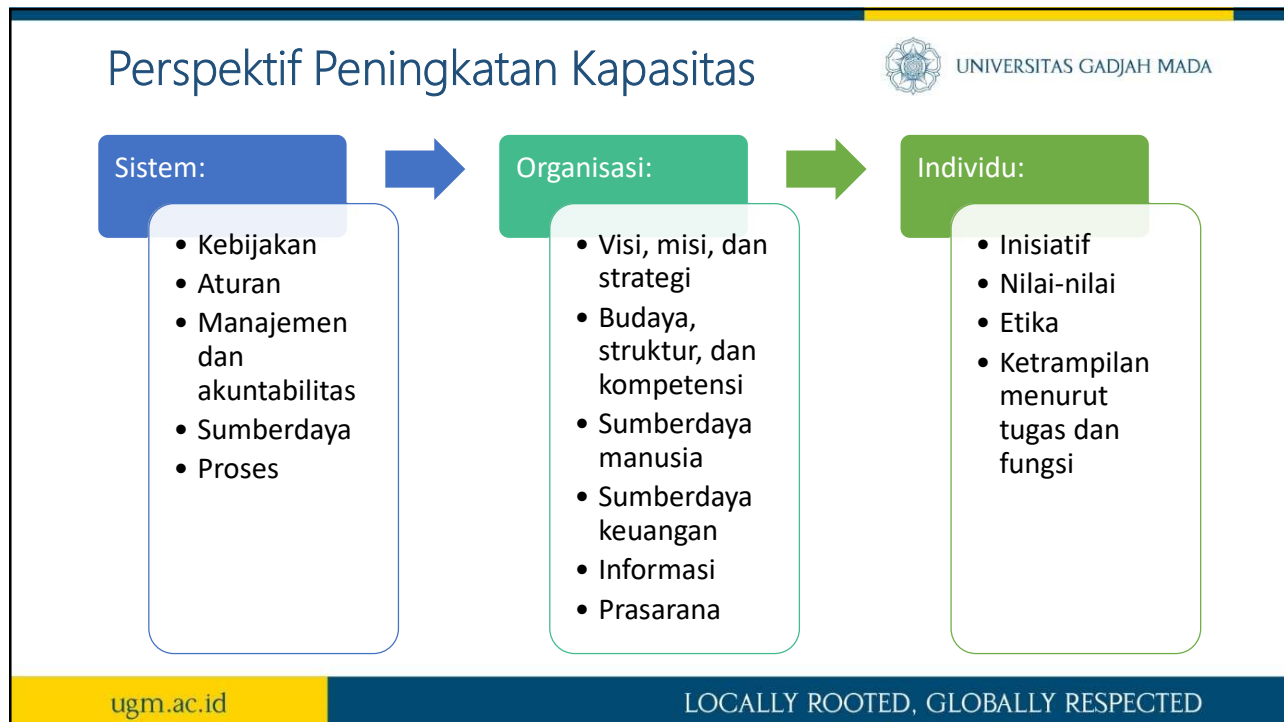 Perspektif Peningkatan Kapasitas
UNIVERSITAS GADJAH MADA
Sistem:
• Kebijakan
• Aturan
• Manajemen
dan
akuntabilitas
• Sumberdaya
• Proses
Organisasi:
• Visi, misi, dan
strategi
• Budaya,
struktur, dan
kompetensi
• Sumberdaya
manusia
• Sumberdaya
keuangan
• Informasi
• Prasarana
Individu:
• Inisiatif
• Nilai-nilai
• Etika
• Ketrampilan
menurut
tugas dan
fungsi
ugm.ac.id
LOCALLY ROOTED, GLOBALLY RESPECTED